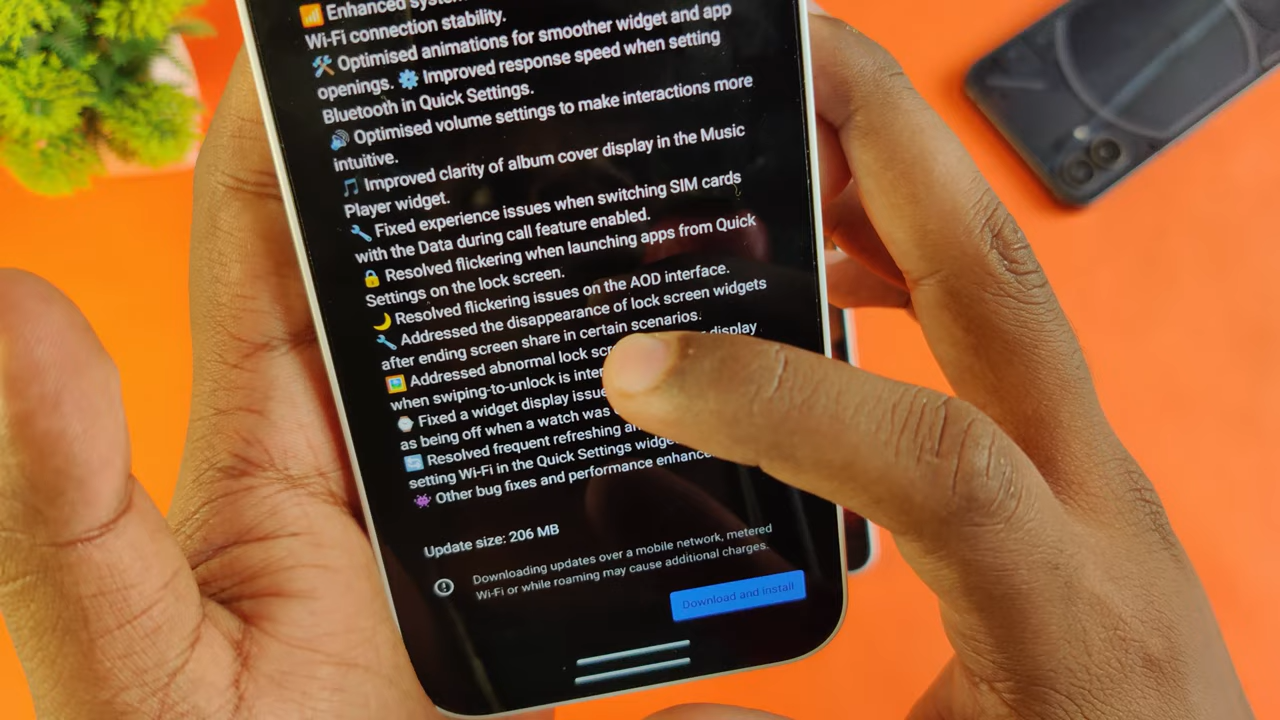 📶 Enhanced
Wi-Fi connection stability.
🛠️ Optimised animations for smoother widget and app
openings. ⚙️ Improved response speed when setting
Bluetooth in Quick Settings.
🔊 Optimised volume settings to make interactions more
intuitive.
🎵 Improved clarity of album cover display in the Music
Player widget.
🔧 Fixed experience issues when switching SIM cards
with the Data during call feature enabled.
🔒 Resolved flickering when launching apps from Quick
Settings on the lock screen.
🌙 Resolved flickering issues on the AOD interface.
🔧 Addressed the disappearance of lock screen widgets
after ending screen share in certain scenarios.
🖼️ Addressed abnormal lock display
when swiping-to-unlock is
⌚ Fixed a widget display
as being off when a watch was
🔄 Resolved frequent refreshing
setting Wi-Fi in the Quick Settings
👾 Other bug fixes and performance
Update size: 206 MB
Downloading updates over a mobile network, metered
Wi-Fi or while roaming may cause additional charges.
Download and install